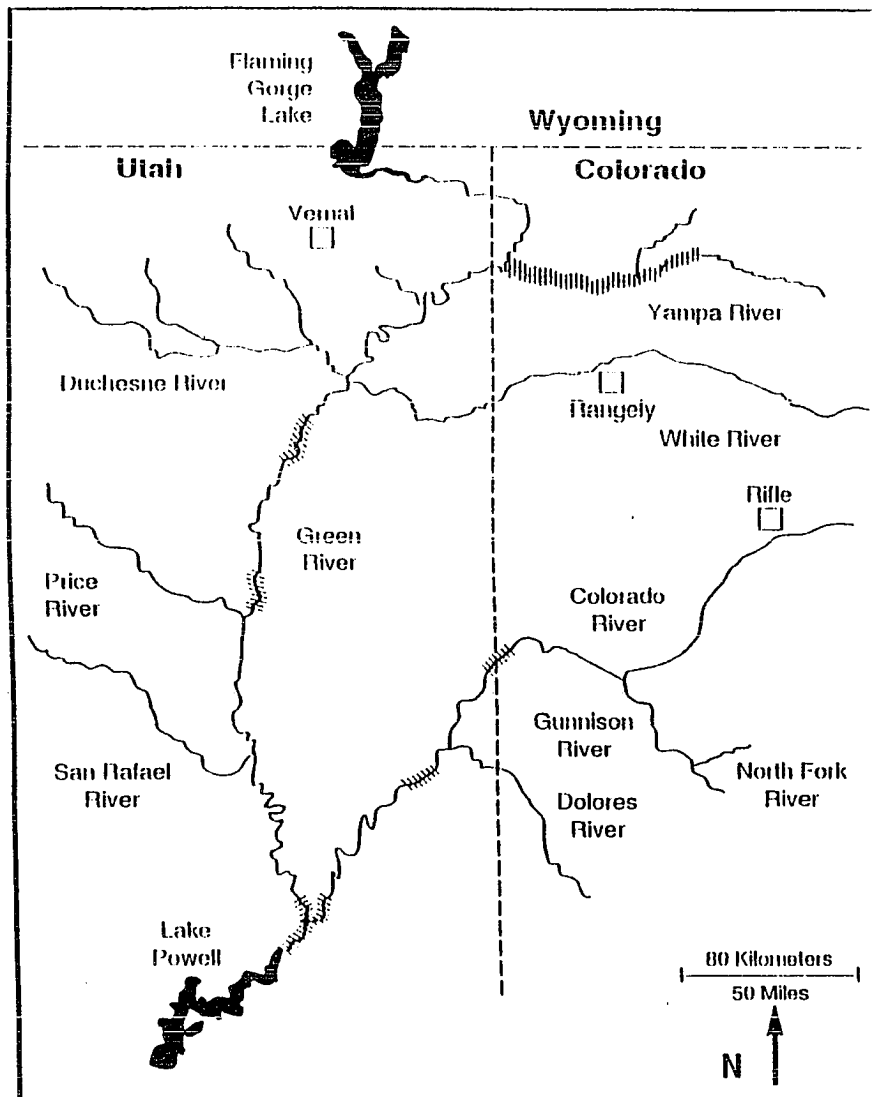 Flaming
Gorge
Lake
Wyoming
Utah
Colorado
Vernal
Yampa River
Duchesne River
Rangely
White River
Rifle
Green
River
Price
River
Colorado
River
Gunnison
River
San Rafael
River
North Fork
River
Dolores
River
Lake
Powell
80 Kilometers
50 Miles
N